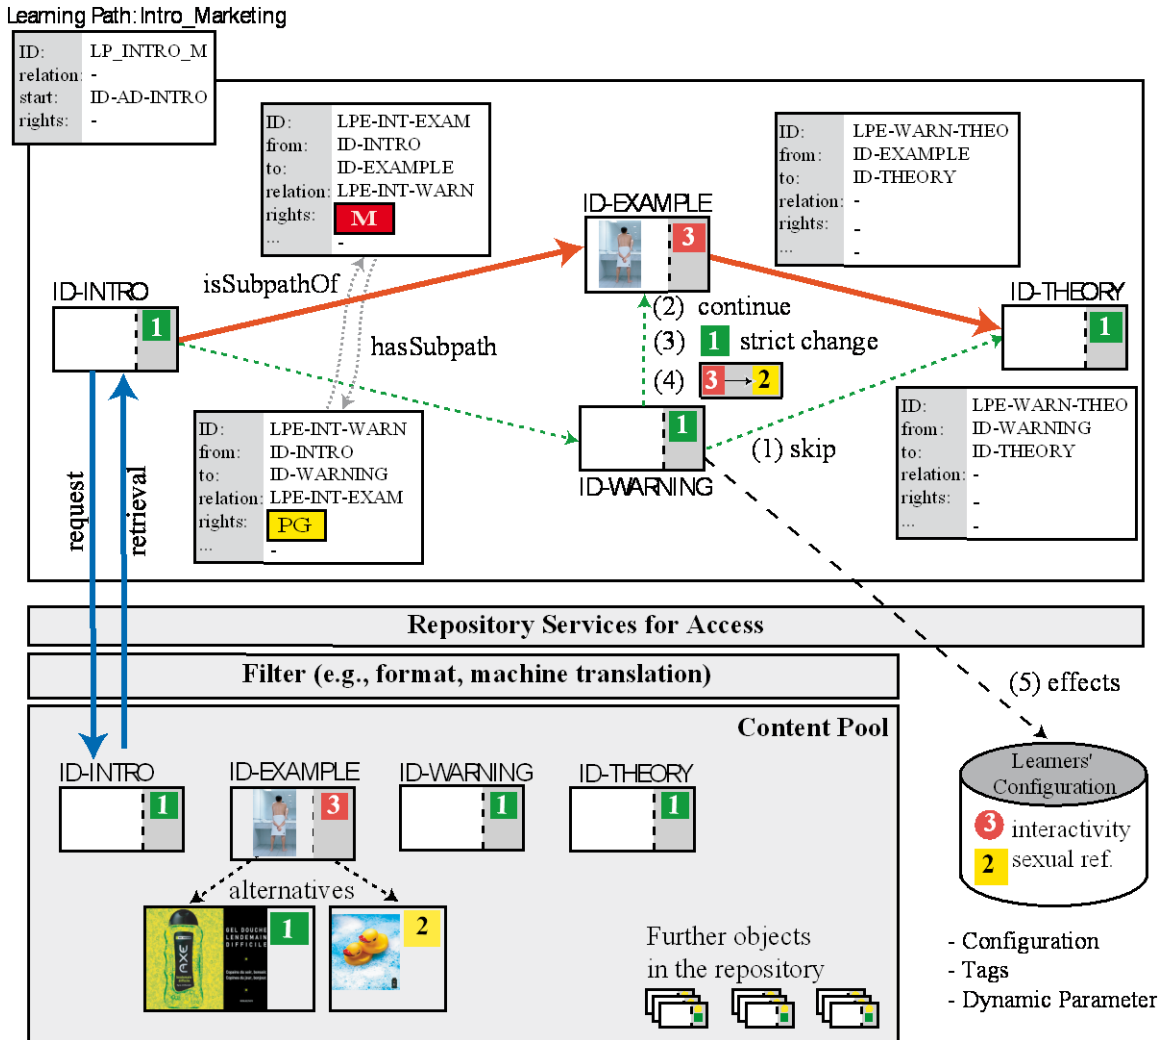 Learning Path: Intro_Marketing
ID: LP_INTRO_M
relation: -
start: ID-AD-INTRO
rights: -
ID: LPE-INT-EXAM
from: ID-INTRO
to: ID-EXAMPLE
relation: LPE-INT-WARN
rights: M
... -
ID: LPE-WARN-THEO
from: ID-EXAMPLE
to: ID-THEORY
relation: -
rights: -
... -
ID-EXAMPLE
3
isSubpathOf
ID-INTRO
1
hasSubpath
(2) continue
(3) 1 strict change
(4) 3 2
ID-THEORY
1
ID: LPE-INT-WARN
from: ID-INTRO
to: ID-WARNING
relation: LPE-INT-EXAM
rights: PG
... -
1
ID-WARNING
(1) skip
ID: LPE-WARN-THEO
from: ID-WARNING
to: ID-THEORY
relation: -
rights: -
... -
request
retrieval
Repository Services for Access
Filter (e.g., format, machine translation)
(5) effects
Content Pool
ID-INTRO
1
ID-EXAMPLE
3
ID-WARNING
1
ID-THEORY
1
alternatives
AXE
GEL DOUCHE
LENDEMAIN
DIFFICILE
1
2
Further objects
in the repository
Learners'
Configuration
3 interactivity
2 sexual ref.
- Configuration
- Tags
- Dynamic Parameter